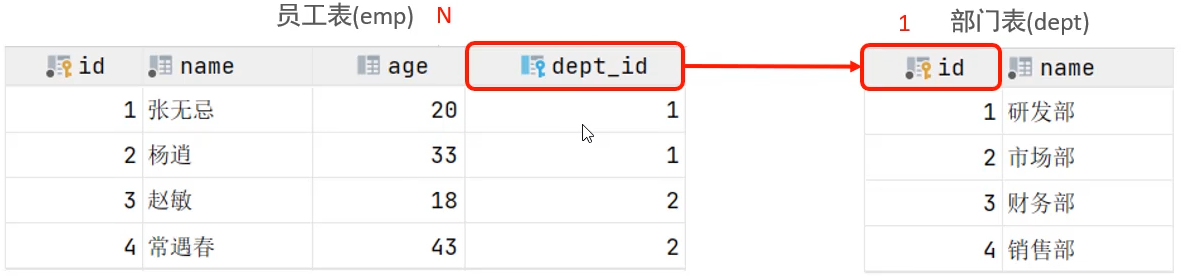 员工表(emp) N
1 部门表(dept)
id name age dept_id
id name
1 张无忌 20 1
1 研发部
2 杨逍 33 1
2 市场部
3 赵敏 18 2
3 财务部
4 常遇春 43 2
4 销售部